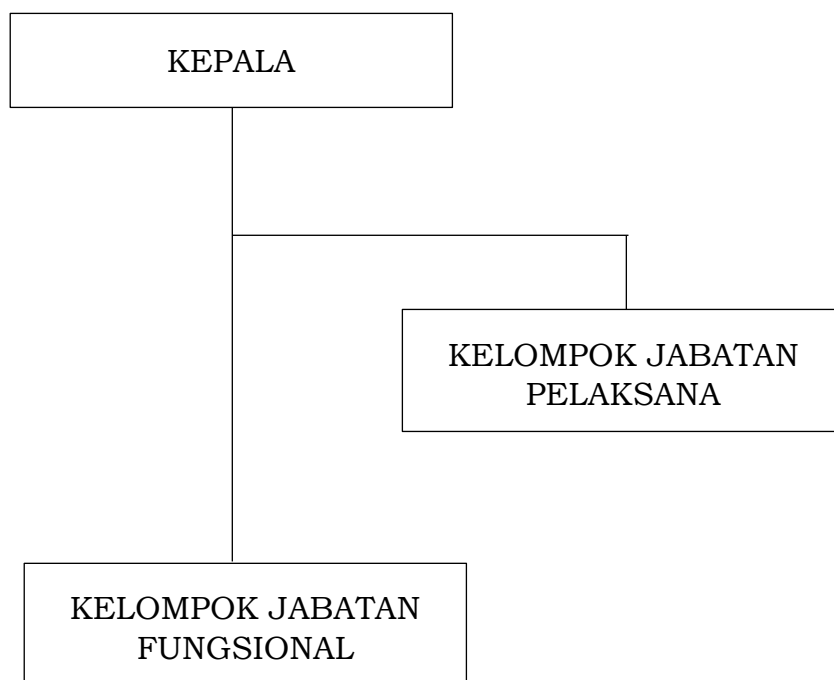 KEPALA
KELOMPOK JABATAN
PELAKSANA
KELOMPOK JABATAN
FUNGSIONAL